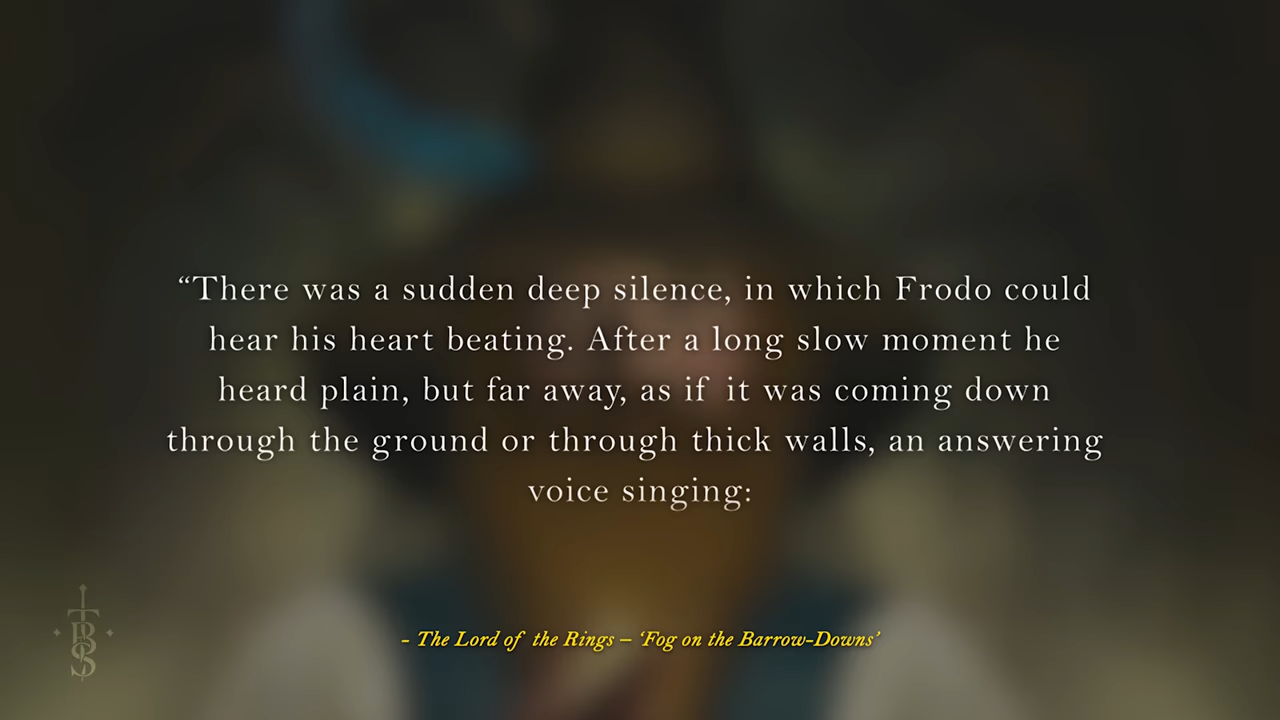 “There was a sudden deep silence, in which Frodo could
hear his heart beating. After a long slow moment he
heard plain, but far away, as if it was coming down
through the ground or through thick walls, an answering
voice singing:
- The Lord of the Rings – ‘Fog on the Barrow-Downs’
TBS